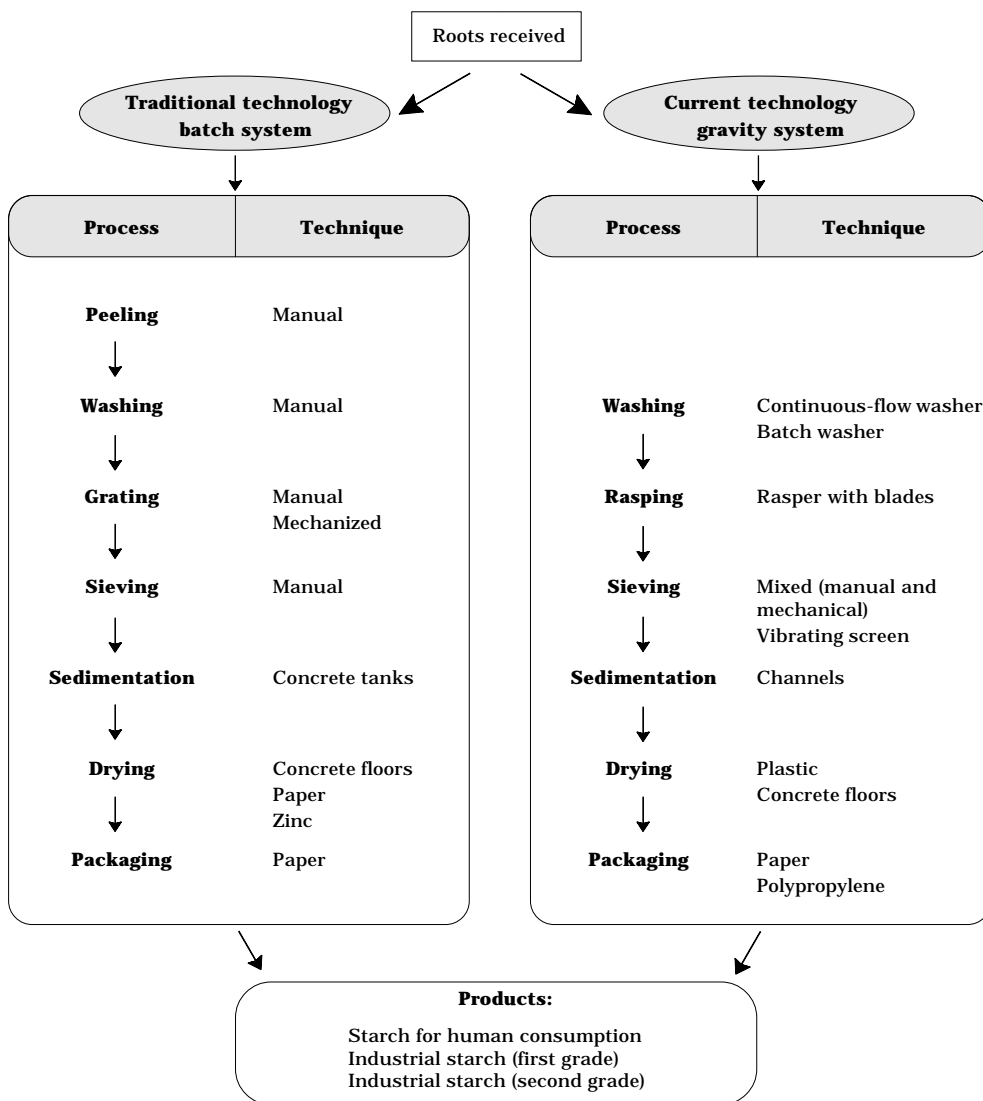 Roots received
Traditional technology
batch system
Process
Technique
Peeling
Manual
Washing
Manual
Grating
Manual
Mechanized
Sieving
Manual
Sedimentation
Concrete tanks
Drying
Concrete floors
Paper
Zinc
Packaging
Paper
Current technology
gravity system
Process
Technique
Washing
Continuous-flow washer
Batch washer
Rasping
Rasper with blades
Sieving
Mixed (manual and
mechanical)
Vibrating screen
Sedimentation
Channels
Drying
Plastic
Concrete floors
Packaging
Paper
Polypropylene
Products:
Starch for human consumption
Industrial starch (first grade)
Industrial starch (second grade)